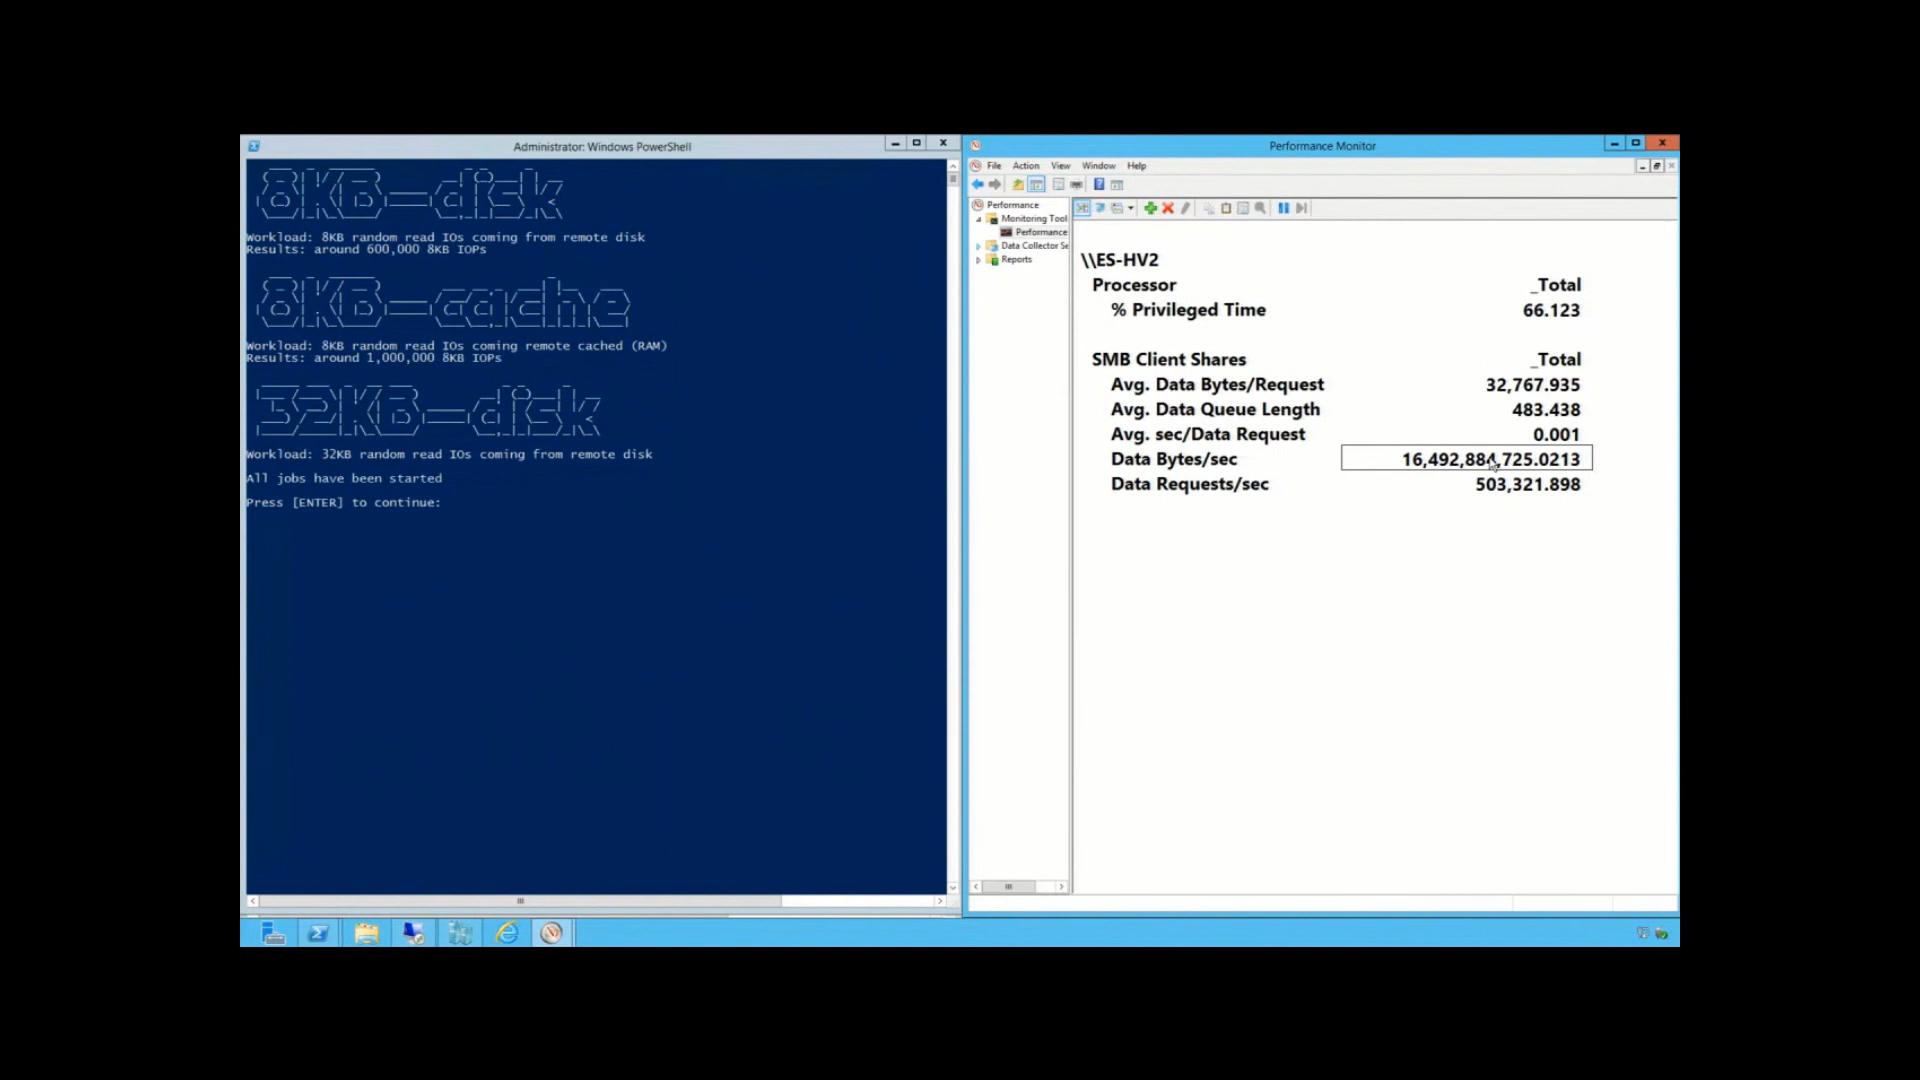 Administrator: Windows PowerShell
8KB-disk
Workload: 8KB random read IOs coming from remote disk
Results: around 600,000 8KB IOPs
8KB-cache
Workload: 8KB random read IOs coming remote cached (RAM)
Results: around 1,000,000 8KB IOPs
32KB-disk
Workload: 32KB random read IOs coming from remote disk
All jobs have been started
Press [ENTER] to continue:
Performance Monitor
File Action View Window Help
Performance
Monitoring Tool
Performance
Data Collector Se
Reports
\\ES-HV2
Processor _Total
% Privileged Time 66.123
SMB Client Shares _Total
Avg. Data Bytes/Request 32,767.935
Avg. Data Queue Length 483.438
Avg. sec/Data Request 0.001
Data Bytes/sec 16,492,884,725.0213
Data Requests/sec 503,321.898